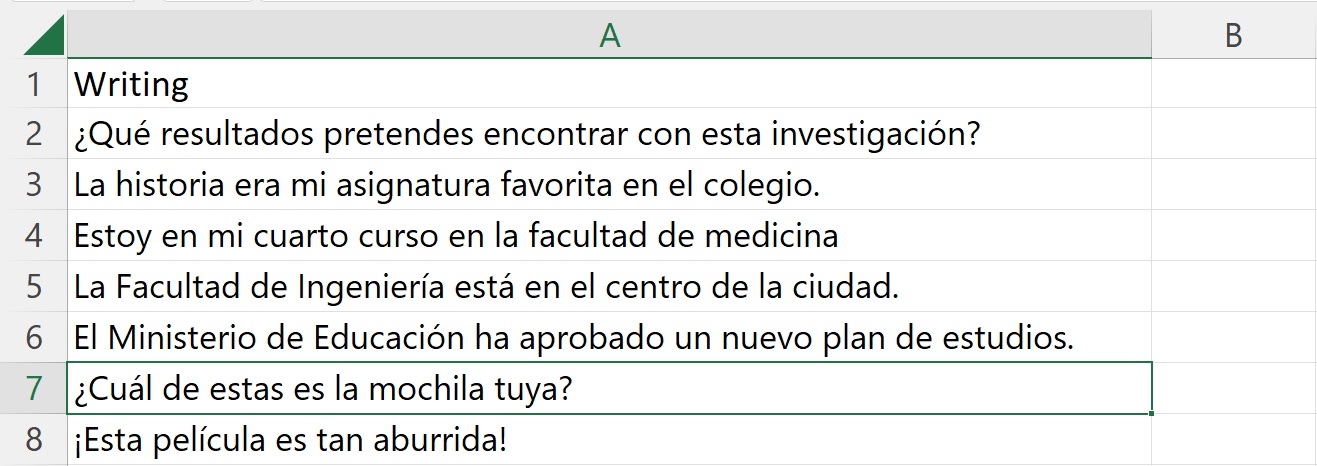 A B
1 Writing
2 ¿Qué resultados pretendes encontrar con esta investigación?
3 La historia era mi asignatura favorita en el colegio.
4 Estoy en mi cuarto curso en la facultad de medicina
5 La Facultad de Ingeniería está en el centro de la ciudad.
6 El Ministerio de Educación ha aprobado un nuevo plan de estudios.
7 ¿Cuál de estas es la mochila tuya?
8 ¡Esta película es tan aburrida!